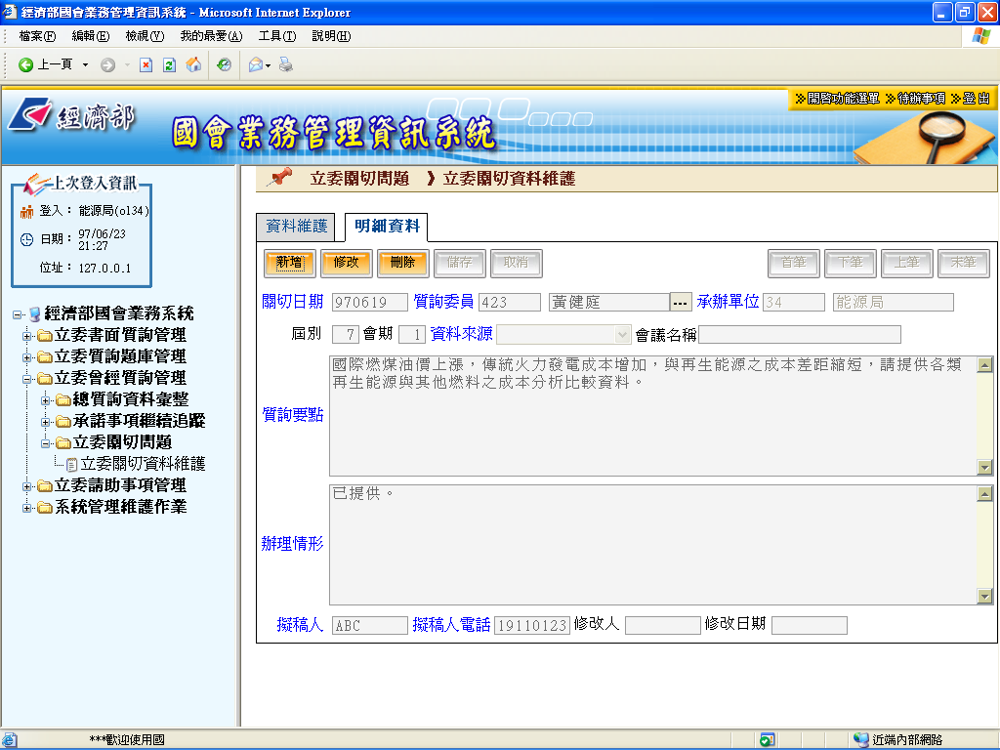 經濟部國會業務管理資訊系統 - Microsoft Internet Explorer
檔案(F) 編輯(E) 檢視(V) 我的最愛(A) 工具(T) 說明(H)
上一頁
經濟部
國會業務管理資訊系統
開啓功能選單 待辦事項 登出
上次登入資訊
登入： 能源局(o134)
日期： 97/06/23
21:27
位址： 127.0.0.1
經濟部國會業務系統
立委書面質詢管理
立委質詢題庫管理
立委曾經質詢管理
總質詢資料彙整
承諾事項繼續追蹤
立委關切問題
立委關切資料維護
立委請助事項管理
系統管理維護作業
立委關切問題 》立委關切資料維護
資料維護 明細資料
新增 修改 刪除 儲存 取消 首筆 下筆 上筆 末筆
關切日期 970619 質詢委員 423 黃健庭 ... 承辦單位 34 能源局
屆別 7 會期 1 資料來源 會議名稱
質詢要點
國際燃煤油價上漲，傳統火力發電成本增加，與再生能源之成本差距縮短，請提供各類
再生能源與其他燃料之成本分析比較資料。
辦理情形
已提供。
擬稿人 ABC 擬稿人電話 19110123 修改人 修改日期
***歡迎使用國
近端內部網路